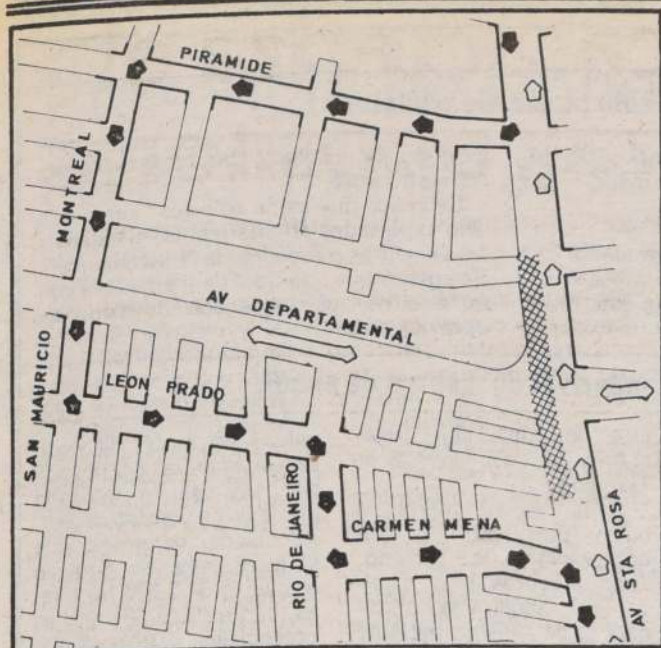 PIRAMIDE
MONTREAL
AV DEPARTAMENTAL
SAN MAURICIO
LEON PRADO
RIO DE JANEIRO
CARMEN MENA
AV STA ROSA